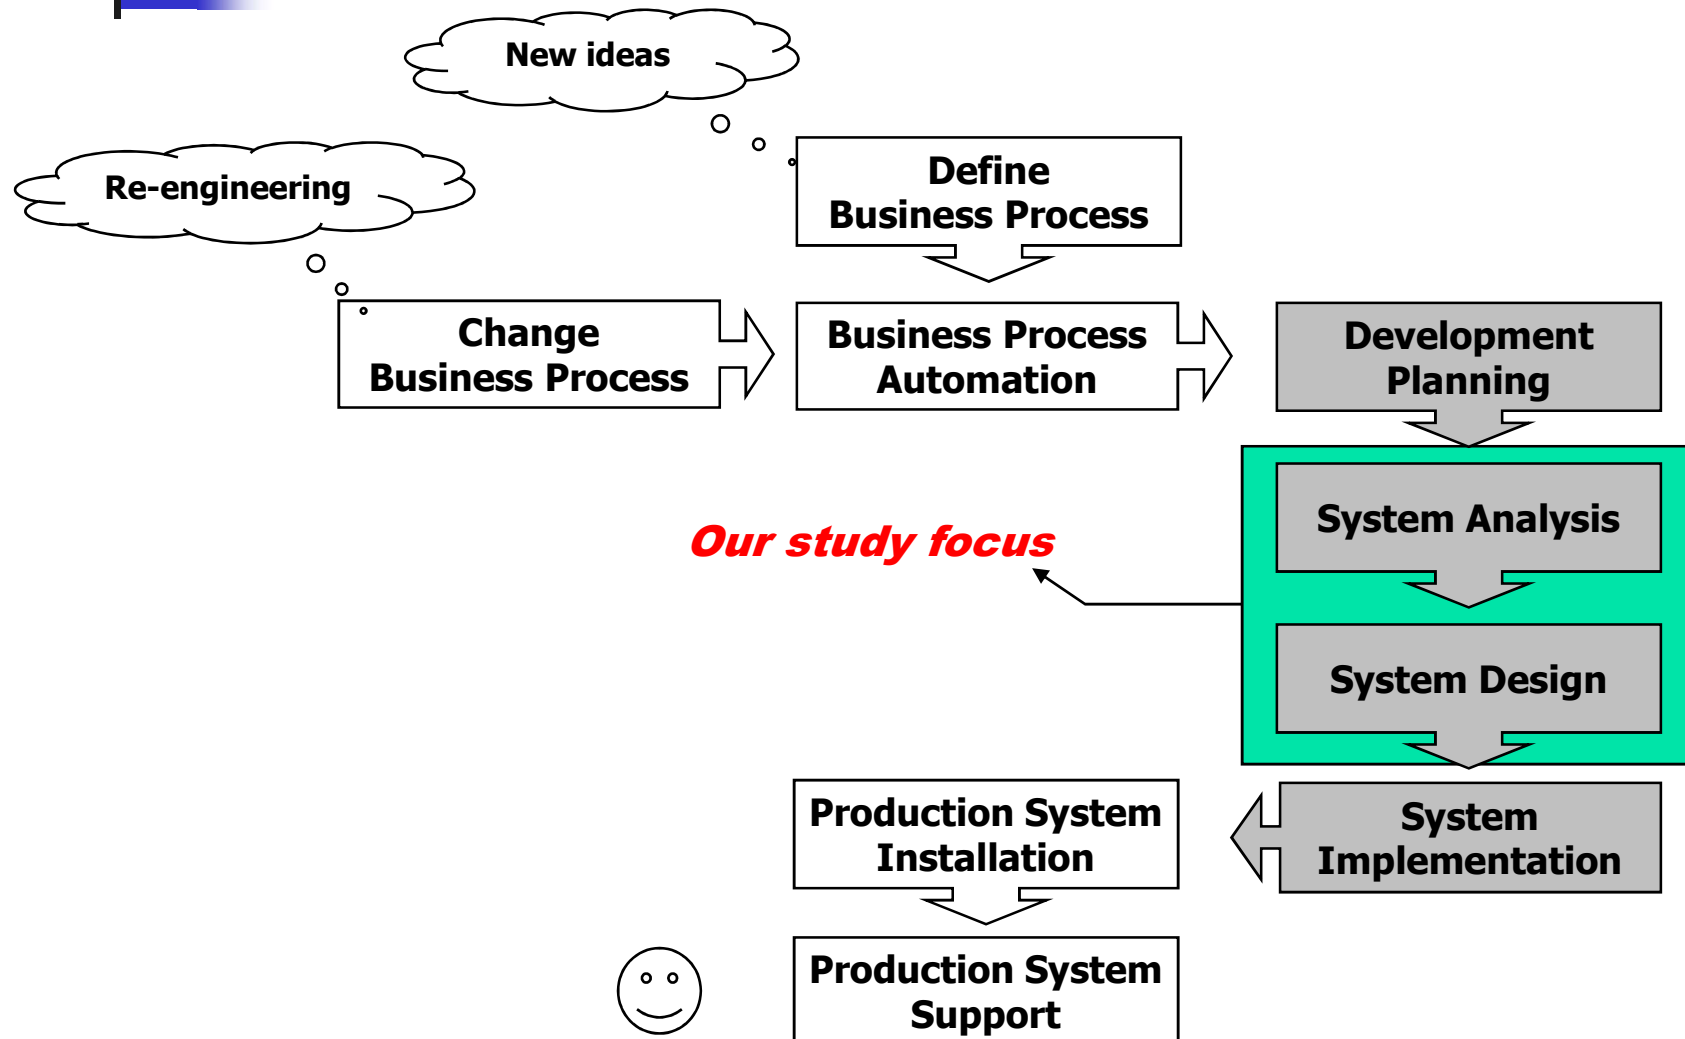 New ideas
Re-engineering
Define
Business Process
Change
Business Process
Business Process
Automation
Development
Planning
System Analysis
Our study focus
System Design
Production System
Installation
System
Implementation
Production System
Support